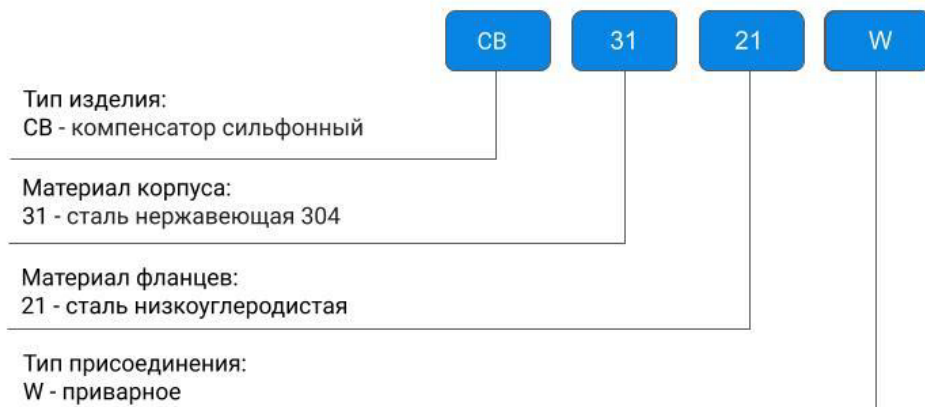 CB
31
21
W
Тип изделия:
СВ - компенсатор сильфонный
Материал корпуса:
31 - сталь нержавеющая 304
Материал фланцев:
21 - сталь низкоуглеродистая
Тип присоединения:
W - приварное